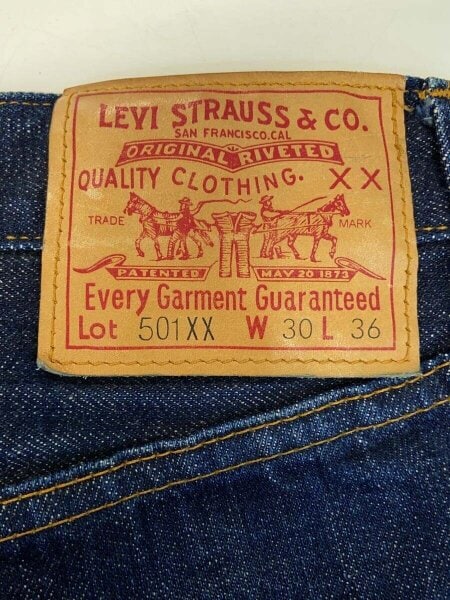 LEVI STRAUSS & CO.
SAN FRANCISCO.CAL
ORIGINAL RIVETED
QUALITY CLOTHING. XX
TRADE MARK
PATENTED MAY 20 1873
Every Garment Guaranteed
Lot 501XX W 30 L 36